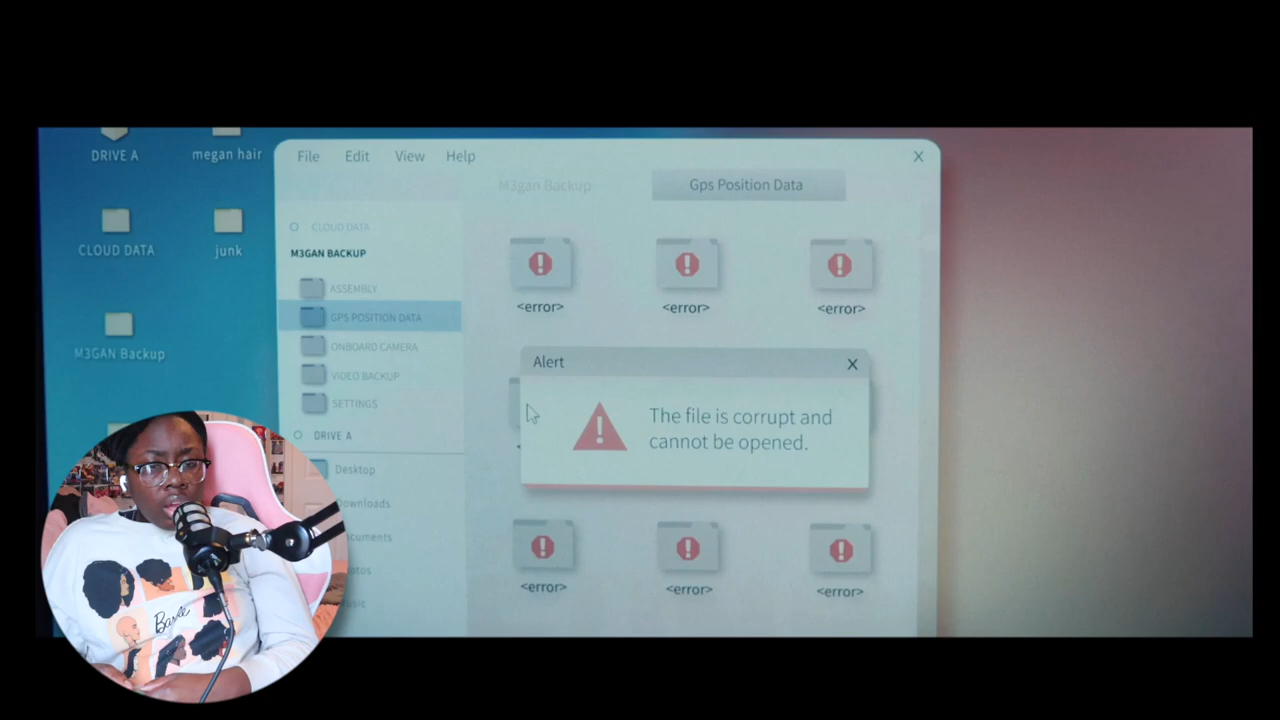 DRIVE A
megan hair
CLOUD DATA
junk
M3GAN Backup
File Edit View Help X
M3gan Backup
Gps Position Data
CLOUD DATA
M3GAN BACKUP
ASSEMBLY
GPS POSITION DATA
ONBOARD CAMERA
VIDEO BACKUP
SETTINGS
DRIVE A
Desktop
<error> <error> <error>
Alert X
The file is corrupt and
cannot be opened.
<error> <error> <error>
Barbie